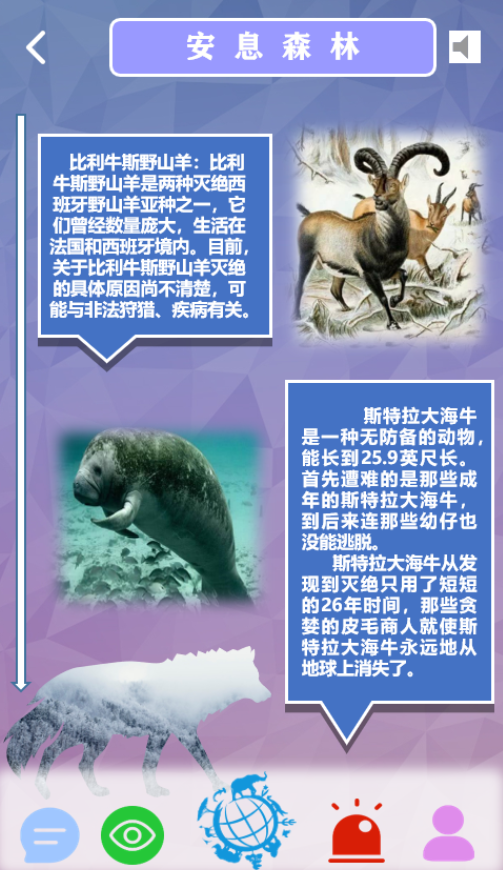 安息森林
比利牛斯野山羊：比利
牛斯野山羊是两种灭绝西
班牙野山羊亚种之一，它
们曾经数量庞大，生活在
法国和西班牙境内。目前，
关于比利牛斯野山羊灭绝
的具体原因尚不清楚，可
能与非法狩猎、疾病有关。
斯特拉大海牛
是一种无防备的动物，
能长到25.9英尺长。
首先遭难的是那些成
年的斯特拉大海牛，
到后来连那些幼仔也
没能逃脱。
斯特拉大海牛从发
现到灭绝只用了短短
的26年时间，那些贪
婪的皮毛商人就使斯
特拉大海牛永远地从
地球上消失了。